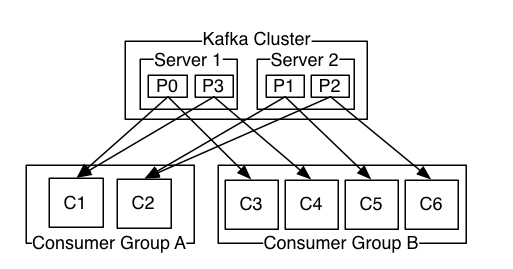 Kafka Cluster
Server 1 Server 2
P0 P3 P1 P2
C1 C2 C3 C4 C5 C6
Consumer Group A Consumer Group B